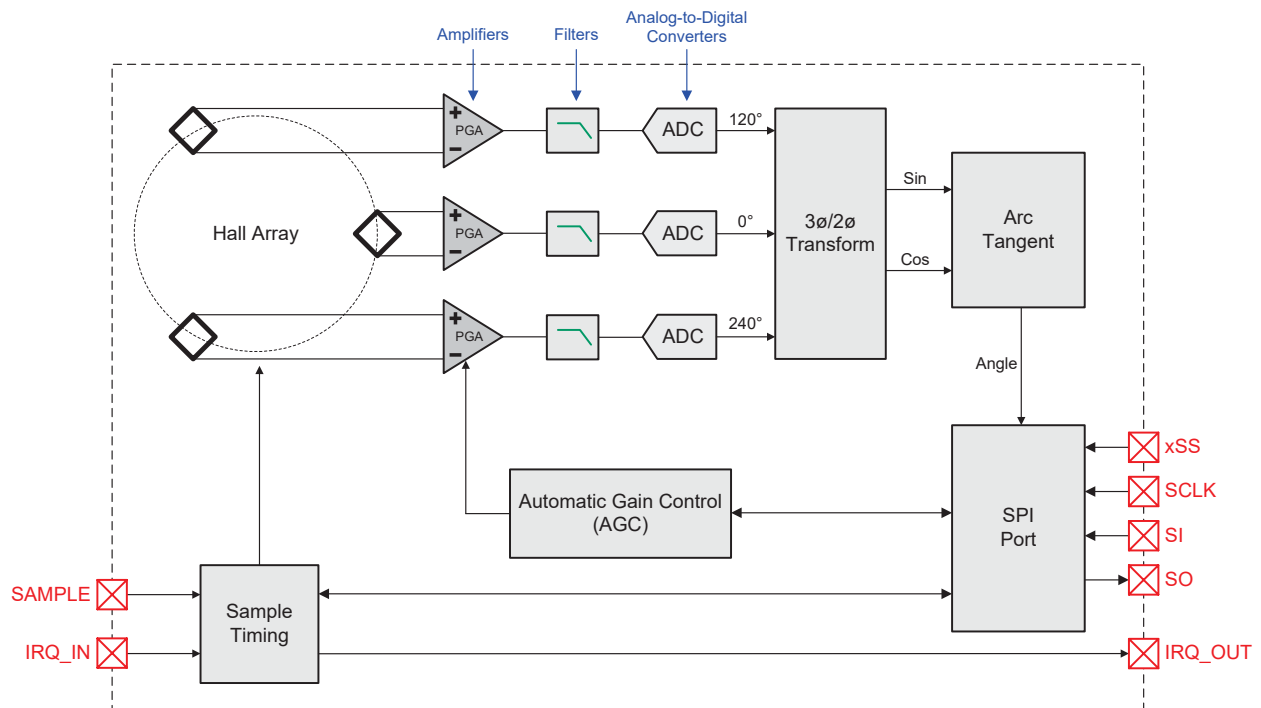 Analog-to-Digital
Converters
Amplifiers
Filters
+
PGA
−
ADC
120°
Hall Array
+
PGA
−
ADC
0°
+
PGA
−
ADC
240°
3ø/2ø
Transform
Sin
Cos
Arc
Tangent
Angle
Automatic Gain Control
(AGC)
SPI
Port
xSS
SCLK
SI
SO
SAMPLE
IRQ_IN
Sample
Timing
IRQ_OUT